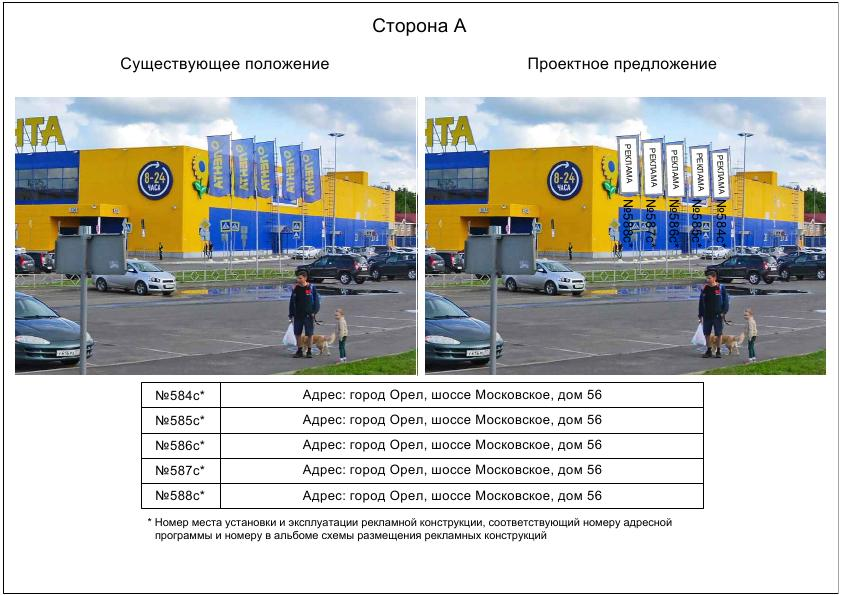 Сторона А
Существующее положение
Проектное предложение
НТА
8-24
ЧАСА
ЛЕНТА
ЛЕНТА
ЛЕНТА
ЛЕНТА
ЛЕНТА
НТА
8-24
ЧАСА
РЕКЛАМА
РЕКЛАМА
РЕКЛАМА
РЕКЛАМА
РЕКЛАМА
№588с*
№587с*
№586с*
№584с*
№584с* Адрес: город Орел, шоссе Московское, дом 56
№585с* Адрес: город Орел, шоссе Московское, дом 56
№586с* Адрес: город Орел, шоссе Московское, дом 56
№587с* Адрес: город Орел, шоссе Московское, дом 56
№588с* Адрес: город Орел, шоссе Московское, дом 56
* Номер места установки и эксплуатации рекламной конструкции, соответствующий номеру адресной
программы и номеру в альбоме схемы размещения рекламных конструкций